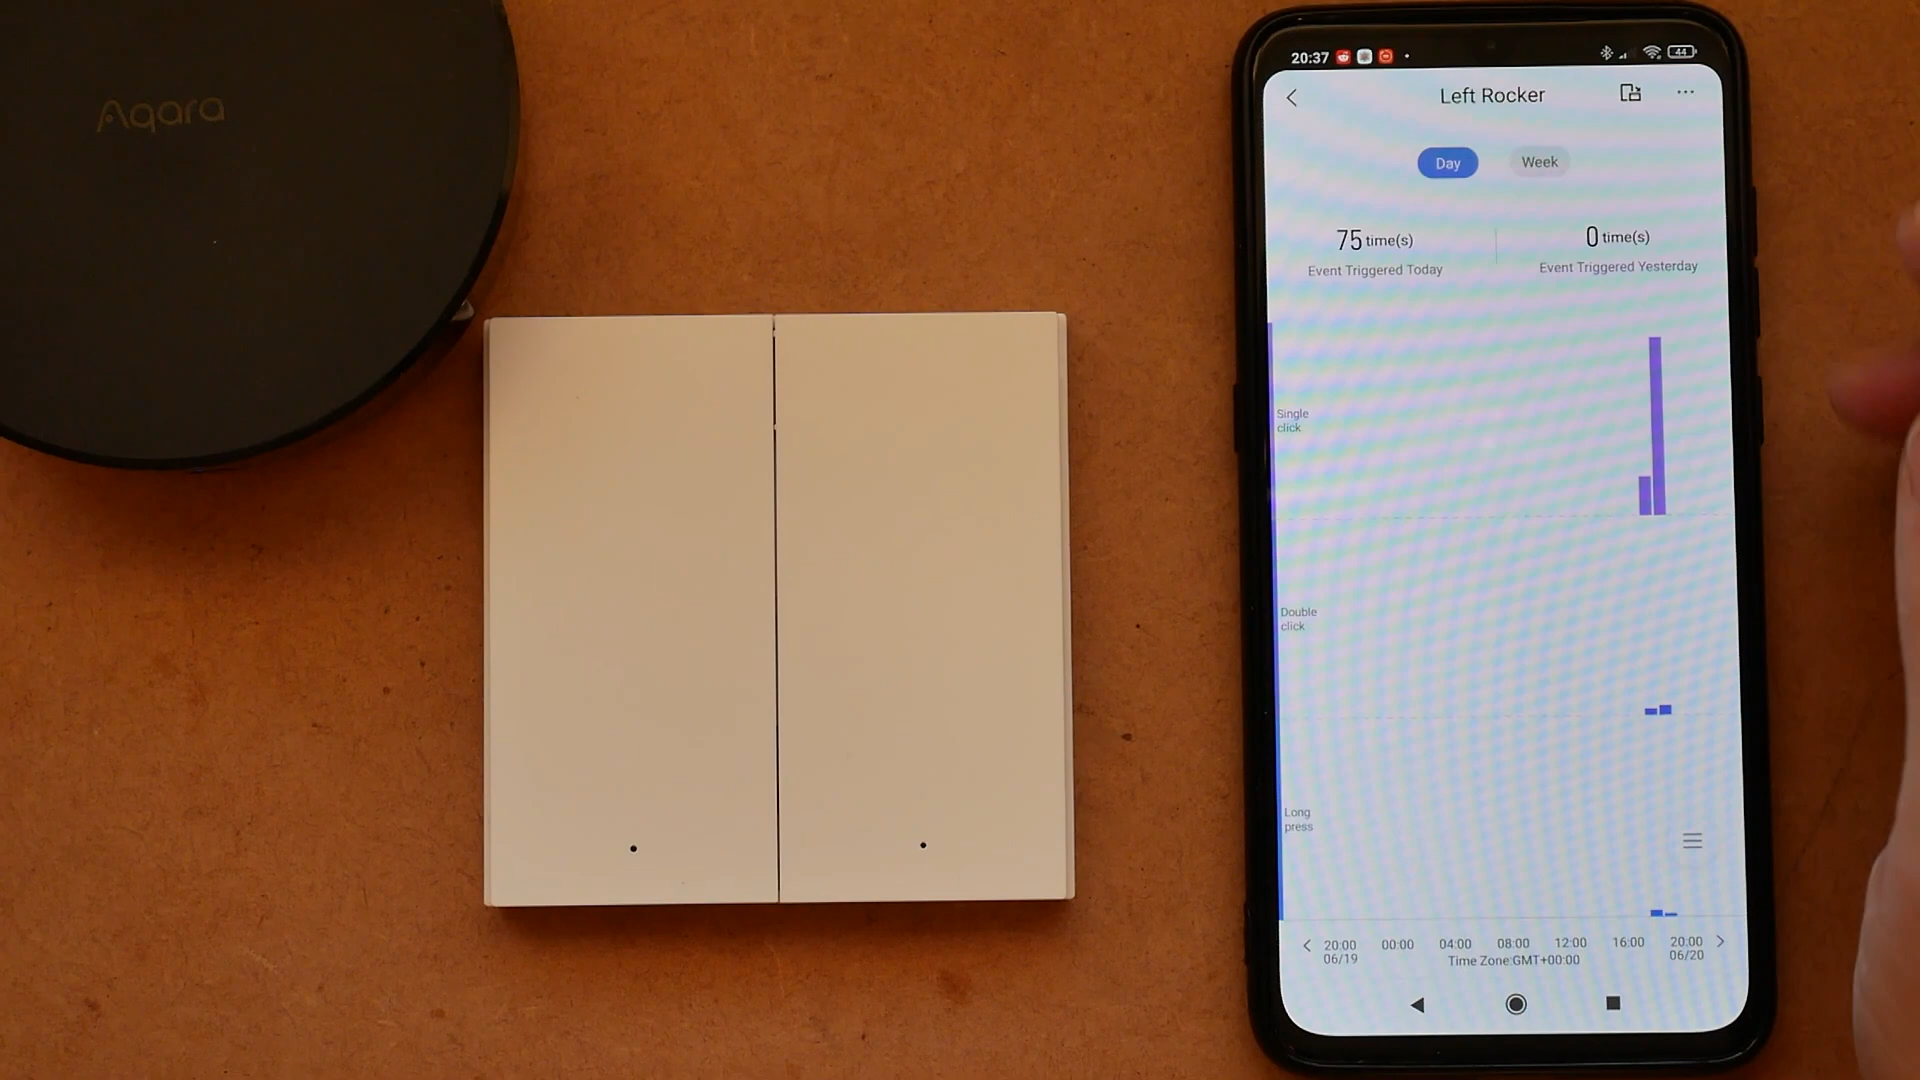 Aqara
20:37
44
Left Rocker
Day Week
75 time(s) 0 time(s)
Event Triggered Today Event Triggered Yesterday
Single
click
Double
click
Long
press
20:00 00:00 04:00 08:00 12:00 16:00 20:00
06/19 Time Zone:GMT+00:00 06/20